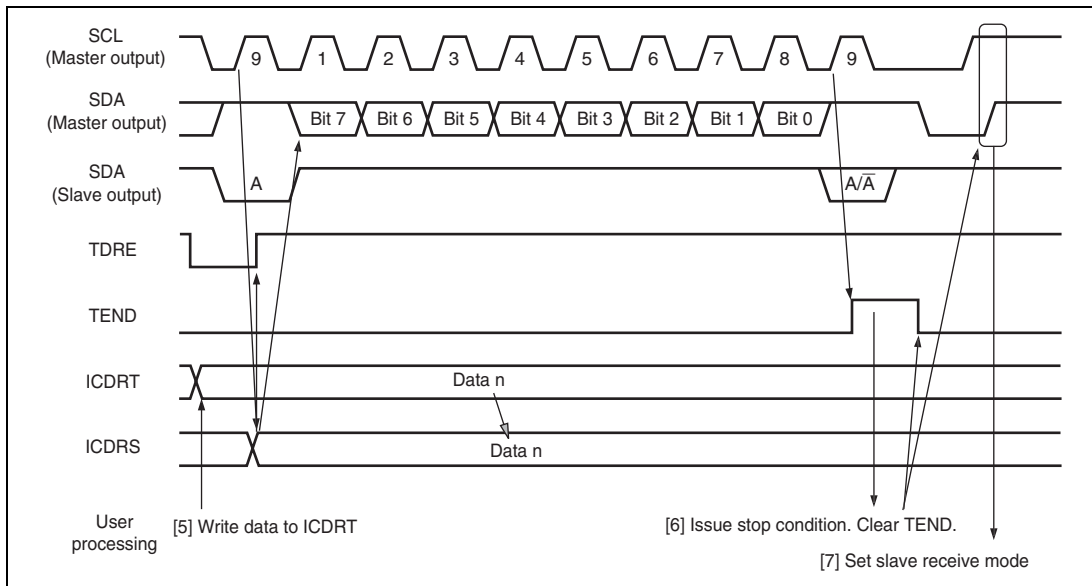 SCL
(Master output)
9 1 2 3 4 5 6 7 8 9
SDA
(Master output)
Bit 7 Bit 6 Bit 5 Bit 4 Bit 3 Bit 2 Bit 1 Bit 0
SDA
(Slave output)
A A/A̅
TDRE
TEND
ICDRT
Data n
ICDRS
Data n
User
processing
[5] Write data to ICDRT
[6] Issue stop condition. Clear TEND.
[7] Set slave receive mode